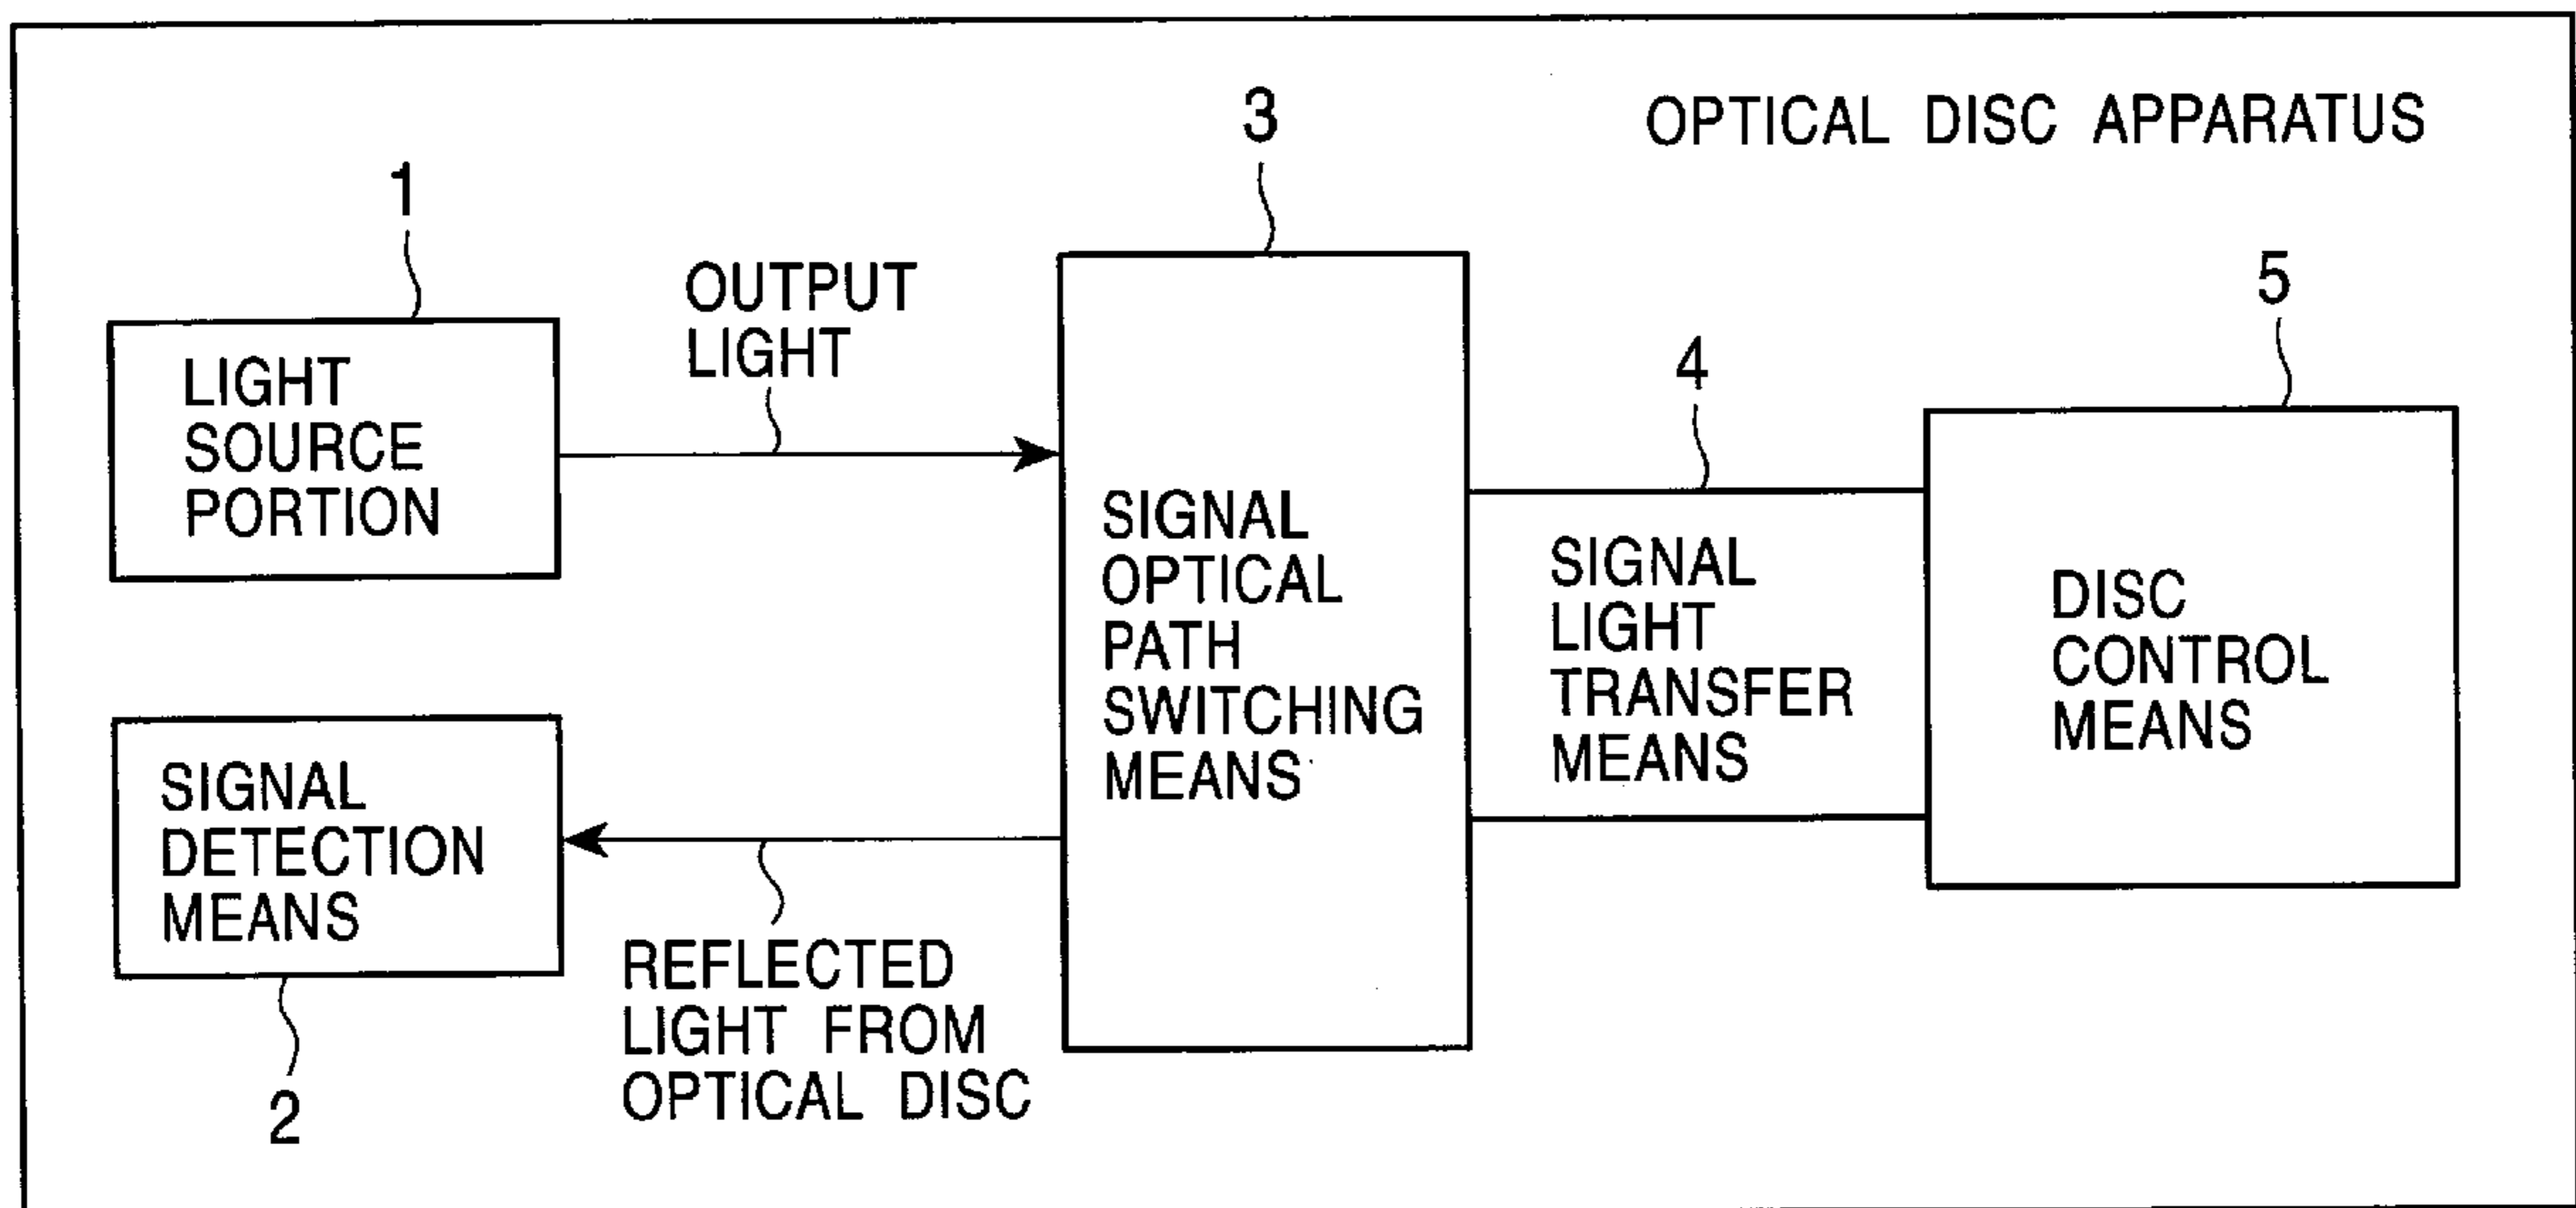 OPTICAL DISC APPARATUS
1
LIGHT
SOURCE
PORTION
OUTPUT
LIGHT
3
SIGNAL
OPTICAL
PATH
SWITCHING
MEANS
4
SIGNAL
LIGHT
TRANSFER
MEANS
5
DISC
CONTROL
MEANS
SIGNAL
DETECTION
MEANS
2
REFLECTED
LIGHT FROM
OPTICAL DISC